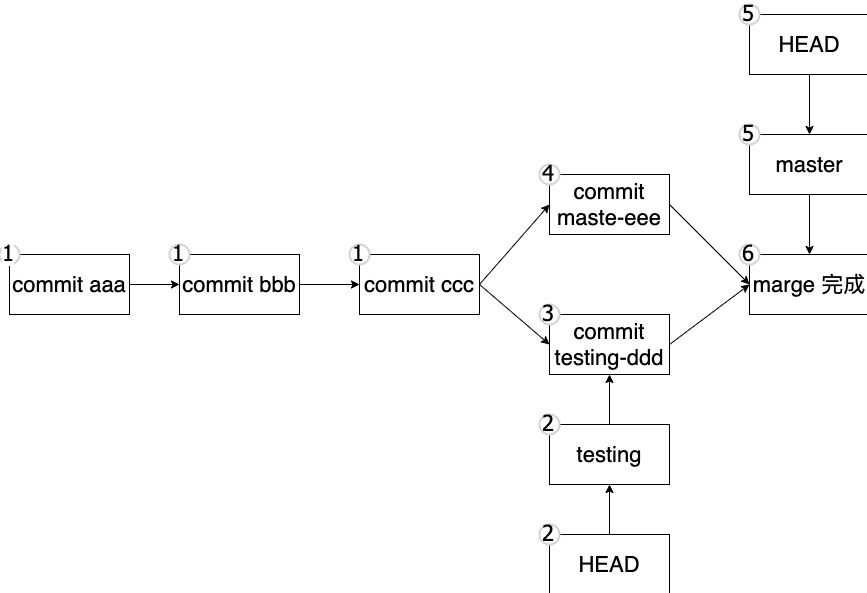 5
HEAD
5
master
4
commit
maste-eee
1
commit aaa
1
commit bbb
1
commit ccc
6
marge 完成
3
commit
testing-ddd
2
testing
2
HEAD